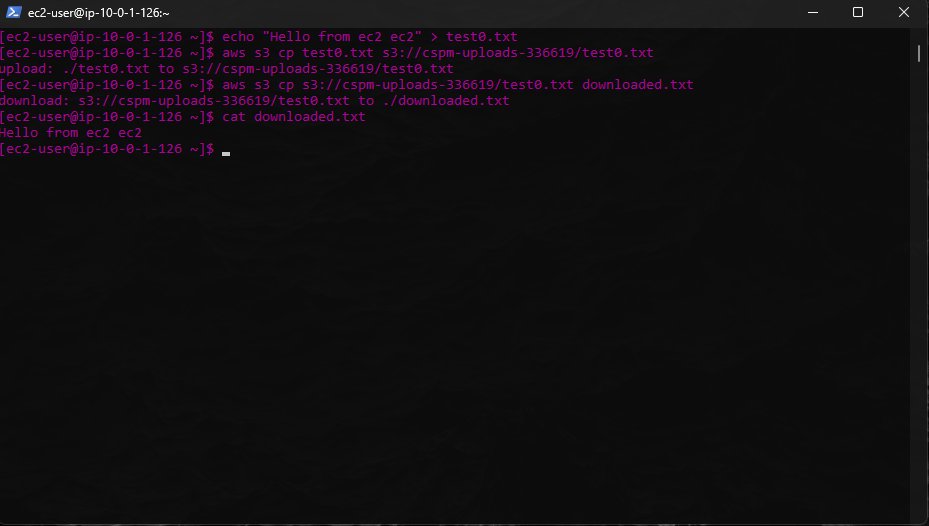 ec2-user@ip-10-0-1-126:~
[ec2-user@ip-10-0-1-126 ~]$ echo "Hello from ec2 ec2" > test0.txt
[ec2-user@ip-10-0-1-126 ~]$ aws s3 cp test0.txt s3://cspm-uploads-336619/test0.txt
upload: ./test0.txt to s3://cspm-uploads-336619/test0.txt
[ec2-user@ip-10-0-1-126 ~]$ aws s3 cp s3://cspm-uploads-336619/test0.txt downloaded.txt
download: s3://cspm-uploads-336619/test0.txt to ./downloaded.txt
[ec2-user@ip-10-0-1-126 ~]$ cat downloaded.txt
Hello from ec2 ec2
[ec2-user@ip-10-0-1-126 ~]$